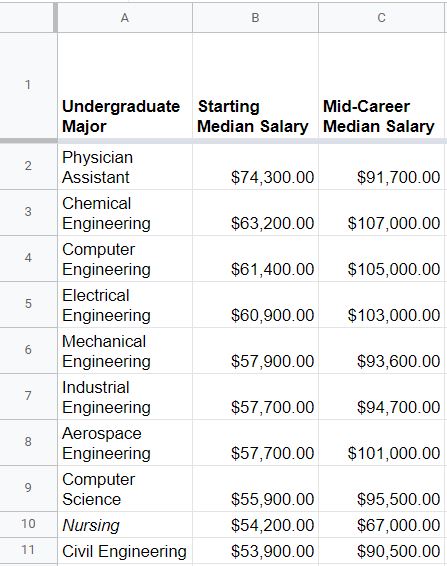 A B C
1 Undergraduate Starting Mid-Career
Major Median Salary Median Salary
Physician
2 Assistant $74,300.00 $91,700.00
Chemical
3 Engineering $63,200.00 $107,000.00
Computer
4 Engineering $61,400.00 $105,000.00
Electrical
5 Engineering $60,900.00 $103,000.00
Mechanical
6 Engineering $57,900.00 $93,600.00
Industrial
7 Engineering $57,700.00 $94,700.00
Aerospace
8 Engineering $57,700.00 $101,000.00
Computer
9 Science $55,900.00 $95,500.00
10 Nursing $54,200.00 $67,000.00
11 Civil Engineering $53,900.00 $90,500.00